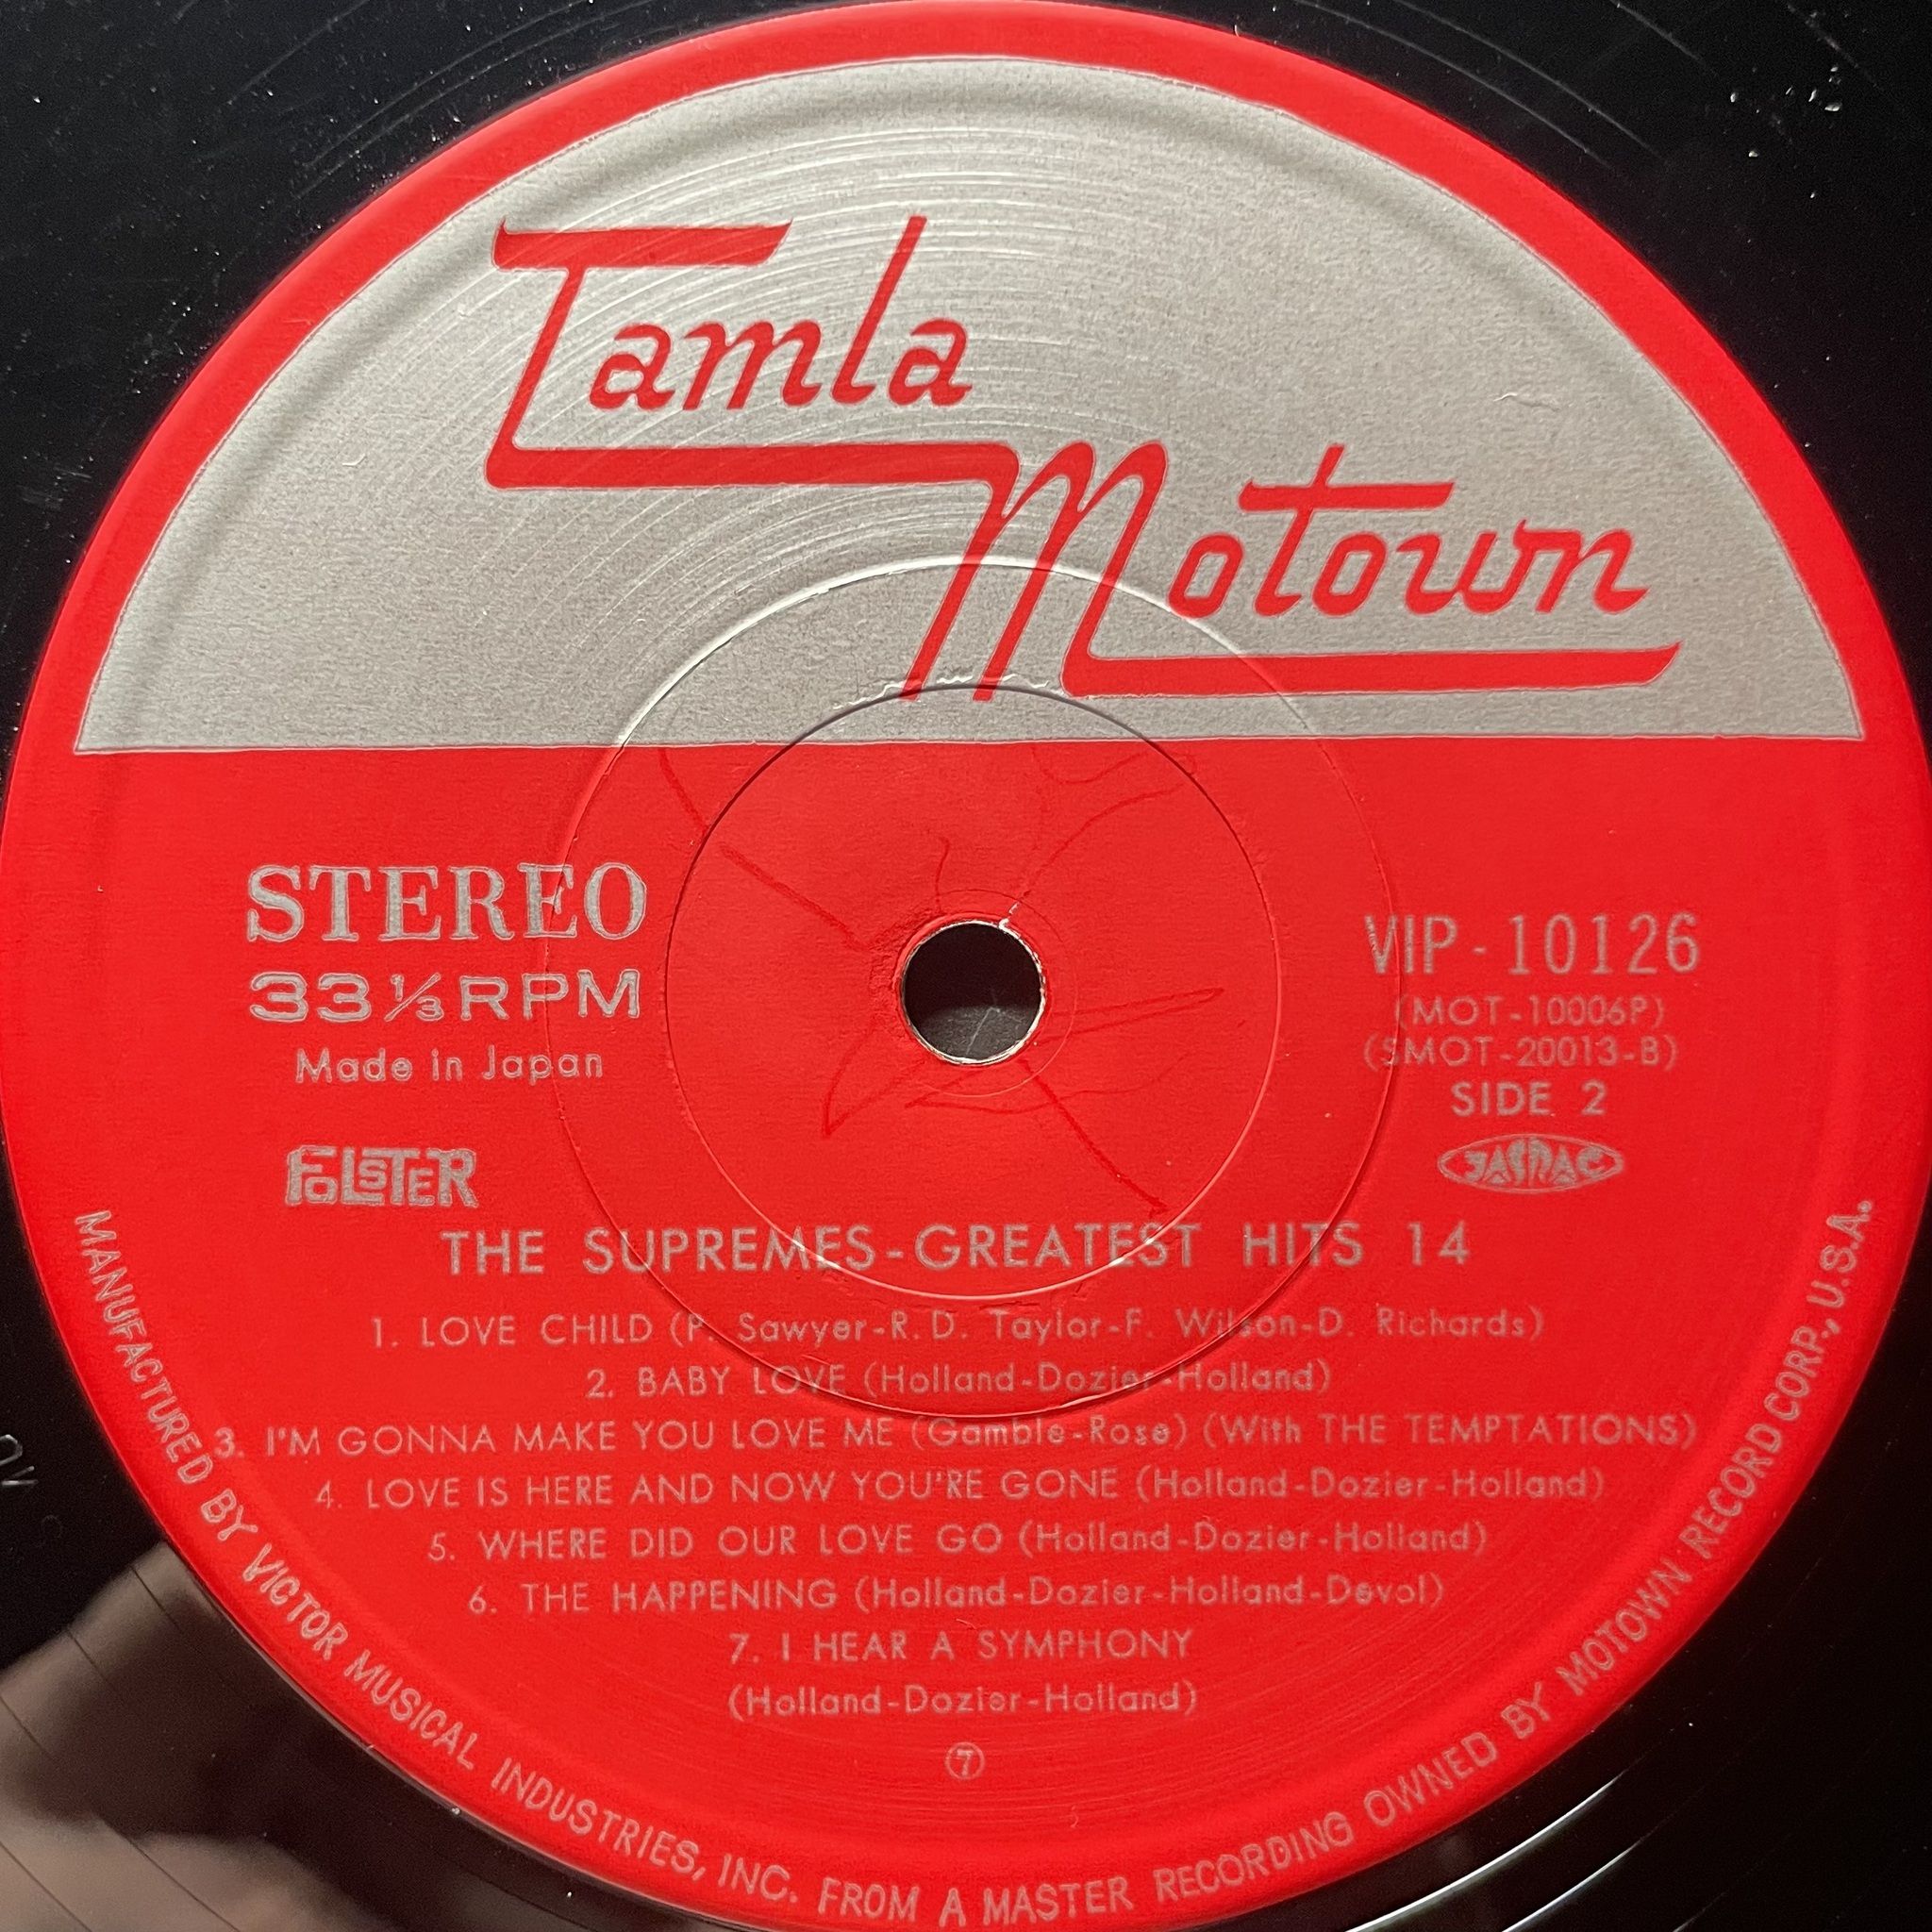 Tamla
Motown
STEREO
33⅓RPM
Made in Japan
FOLSTER
VIP-10126
(MOT-10006P)
(SMOT-20013-B)
SIDE 2
JASRAC
THE SUPREMES-GREATEST HITS 14
1. LOVE CHILD (P. Sawyer-R.D. Taylor-F. Wilson-D. Richards)
2. BABY LOVE (Holland-Dozier-Holland)
3. I'M GONNA MAKE YOU LOVE ME (Gamble-Rose) (With THE TEMPTATIONS)
4. LOVE IS HERE AND NOW YOU'RE GONE (Holland-Dozier-Holland)
5. WHERE DID OUR LOVE GO (Holland-Dozier-Holland)
6. THE HAPPENING (Holland-Dozier-Holland-Devol)
7. I HEAR A SYMPHONY
(Holland-Dozier-Holland)
⑦
MANUFACTURED BY VICTOR MUSICAL INDUSTRIES, INC. FROM A MASTER RECORDING OWNED BY MOTOWN RECORD CORP., U.S.A.